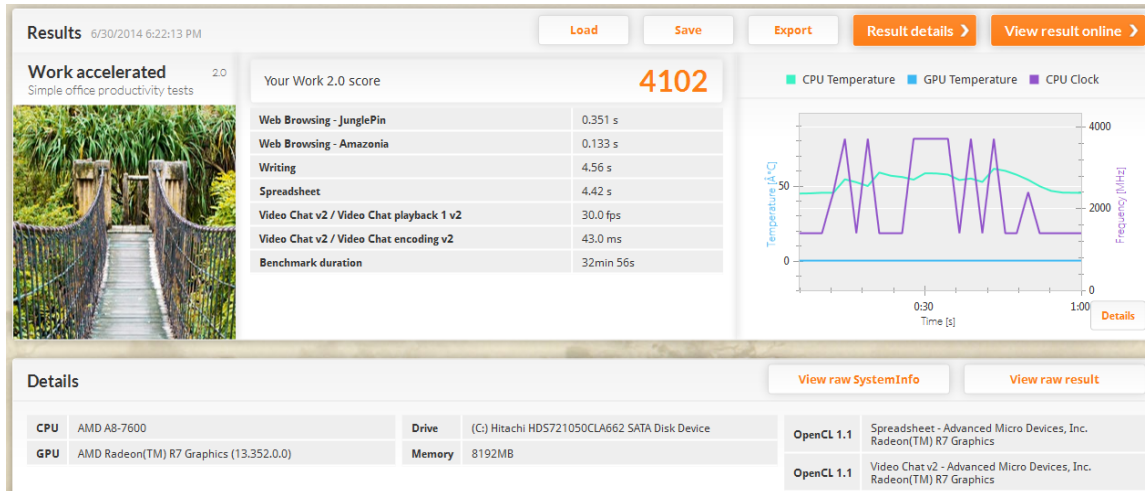 Results 6/30/2014 6:22:13 PM Load Save Export Result details ❯ View result online ❯
Work accelerated 2.0
Simple office productivity tests
Your Work 2.0 score 4102
Web Browsing - JunglePin 0.351 s
Web Browsing - Amazonia 0.133 s
Writing 4.56 s
Spreadsheet 4.42 s
Video Chat v2 / Video Chat playback 1 v2 30.0 fps
Video Chat v2 / Video Chat encoding v2 43.0 ms
Benchmark duration 32min 56s
CPU Temperature GPU Temperature CPU Clock
Temperature [Â°C]
50
0
4000
2000
0
Frequency [MHz]
0:30 1:00
Time [s]
Details
Details View raw SystemInfo View raw result
CPU AMD A8-7600
GPU AMD Radeon(TM) R7 Graphics (13.352.0.0)
Drive (C:) Hitachi HDS721050CLA662 SATA Disk Device
Memory 8192MB
OpenCL 1.1 Spreadsheet - Advanced Micro Devices, Inc.
Radeon(TM) R7 Graphics
OpenCL 1.1 Video Chat v2 - Advanced Micro Devices, Inc.
Radeon(TM) R7 Graphics